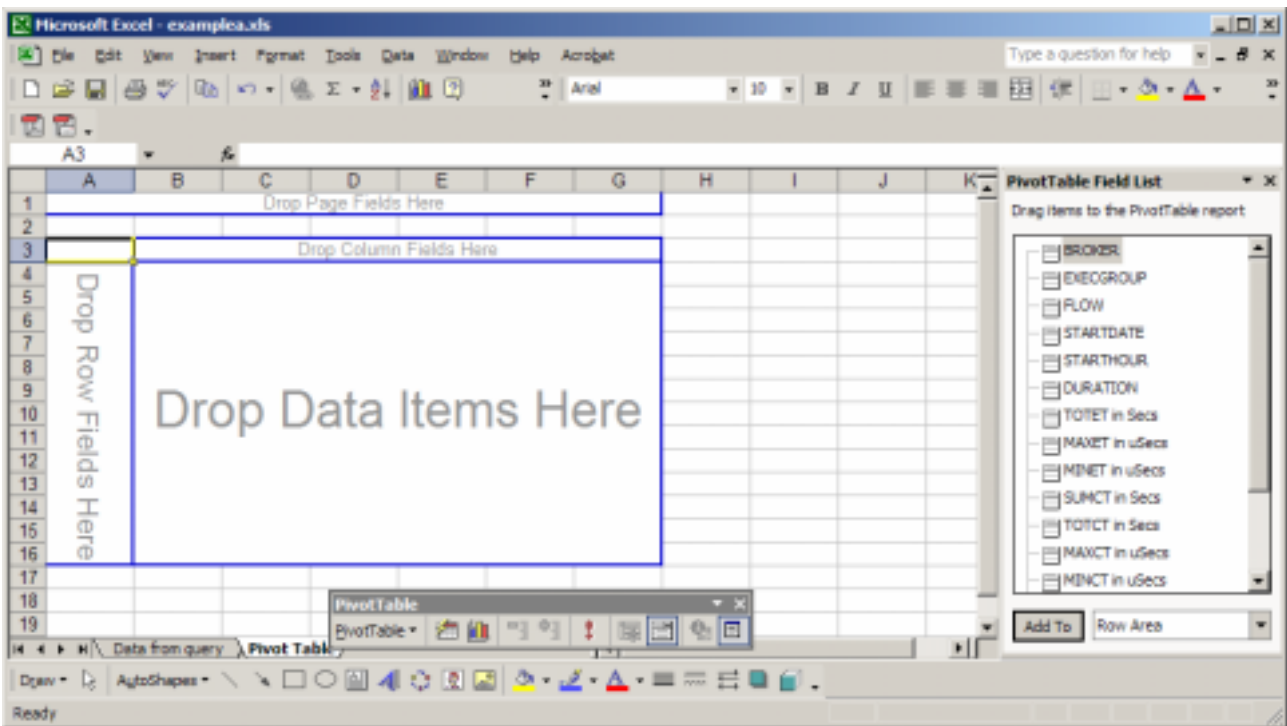 Microsoft Excel - examplea.xls
File Edit View Insert Format Tools Data Window Help Acrobat Type a question for help
Arial 10 B I U
A3 fx
A B C D E F G H I J K
PivotTable Field List
Drag items to the PivotTable report
1 Drop Page Fields Here
2
3 Drop Column Fields Here
4
5
6
7
8
9
10
11
12
13
14
15
16
17
18
19
Drop Row Fields Here
Drop Data Items Here
BROKER
EXECGROUP
FLOW
STARTDATE
STARTHOUR
DURATION
TOTET in Secs
MAXET in uSecs
MINET in uSecs
SUMCT in Secs
TOTCT in Secs
MAXCT in uSecs
MINCT in uSecs
Add To Row Area
PivotTable
PivotTable
Data from query Pivot Table
Draw AutoShapes
Ready